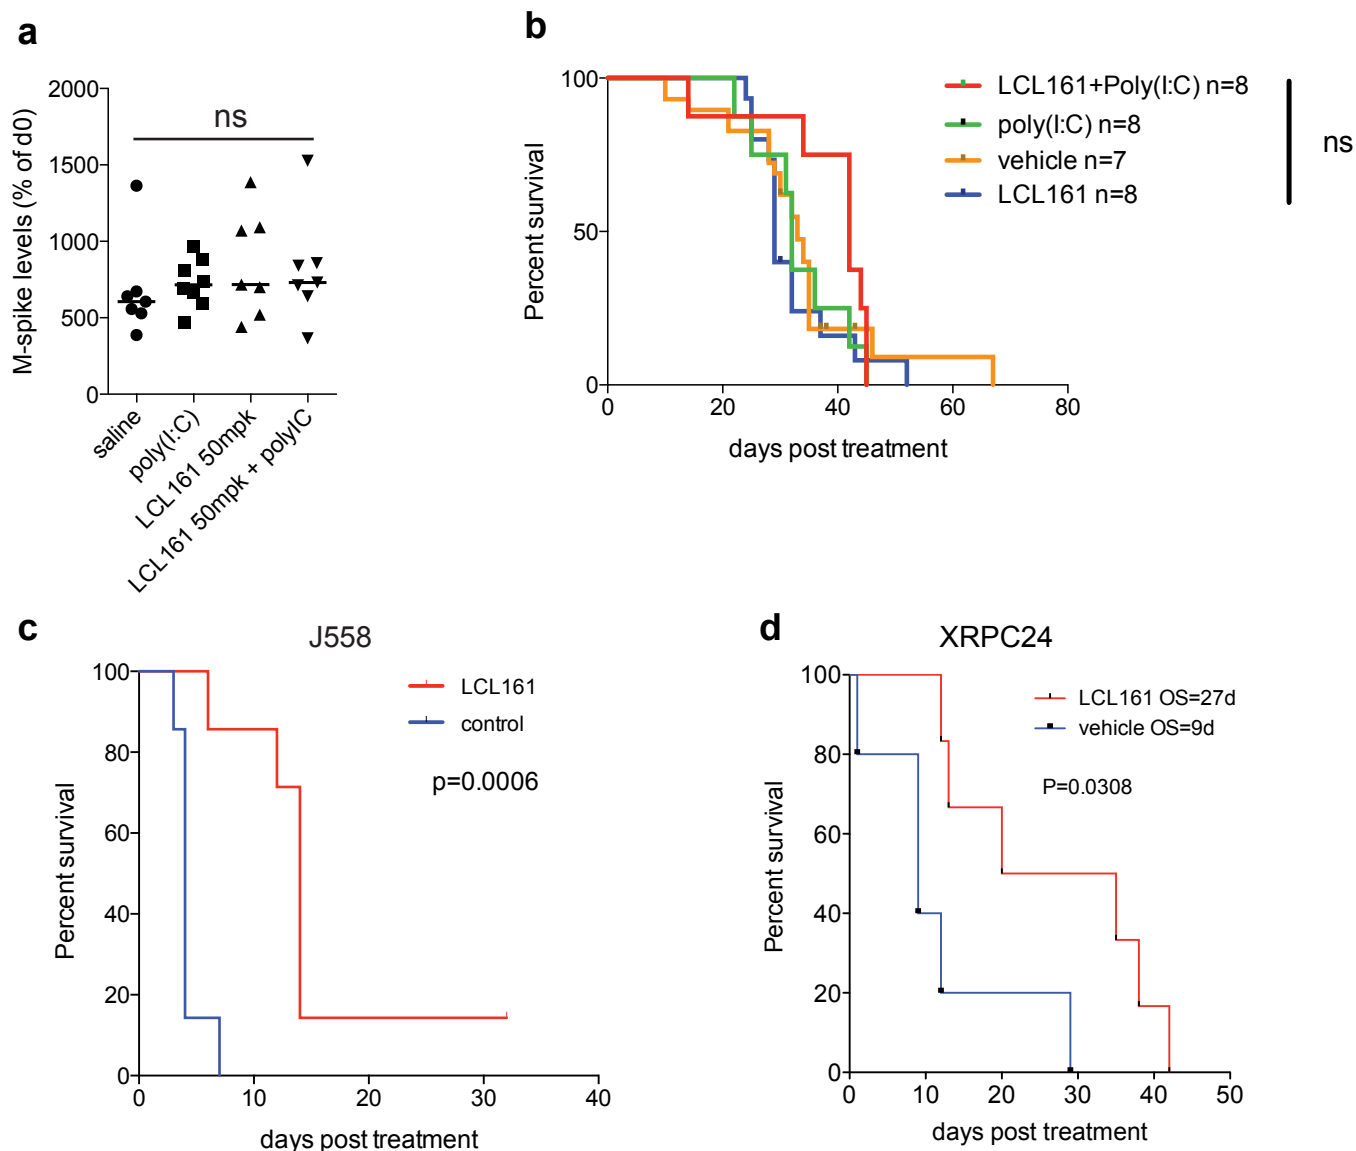 a
M-spike levels (% of d0)
2000
1500
1000
500
0
ns
saline
poly(I:C)
LCL161 50mpk
LCL161 50mpk + polyIC
b
Percent survival
100
50
0
0 20 40 60 80
days post treatment
LCL161+Poly(I:C) n=8
poly(I:C) n=8
vehicle n=7
LCL161 n=8
ns
c
J558
Percent survival
100
80
60
40
20
0
0 10 20 30 40
days post treatment
LCL161
control
p=0.0006
d
XRPC24
Percent survival
100
80
60
40
20
0
0 10 20 30 40 50
days post treatment
LCL161 OS=27d
vehicle OS=9d
P=0.0308